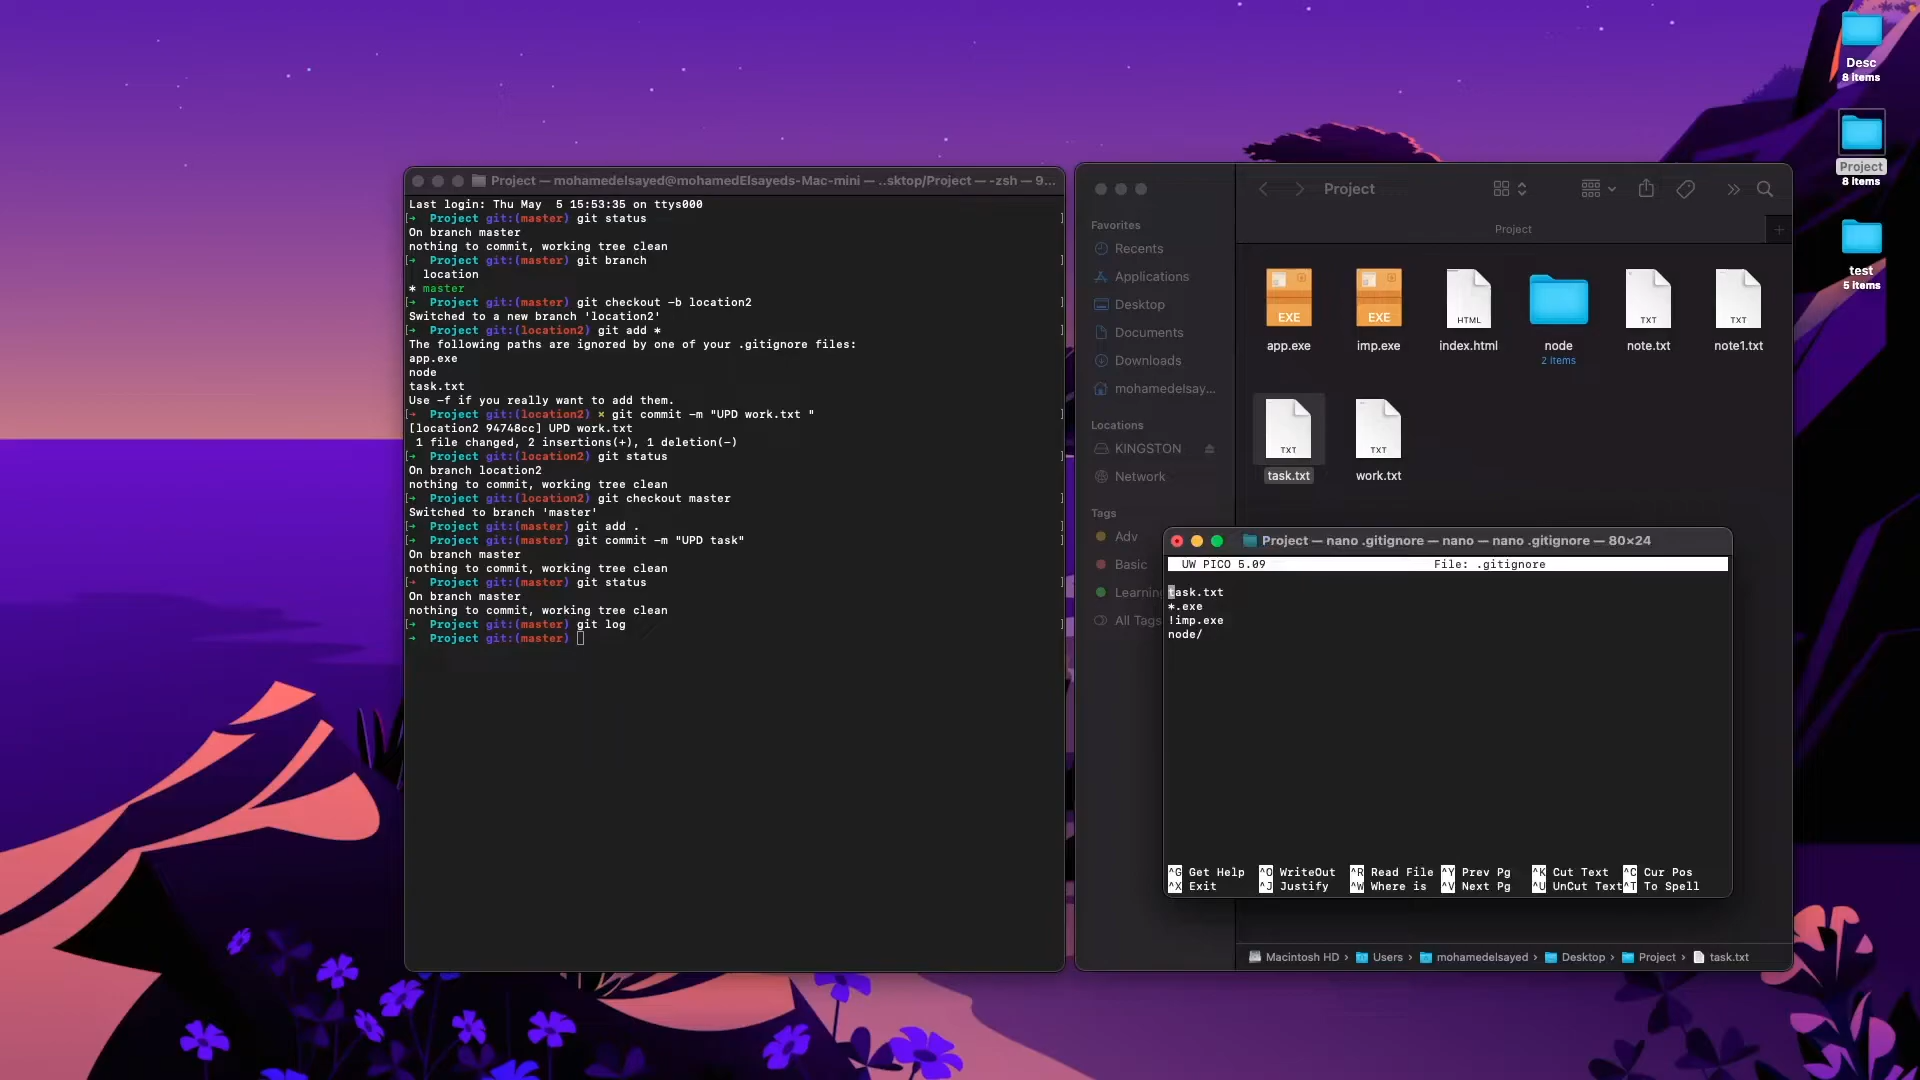 Desc
8 items
Project
8 items
test
5 items
Project — mohamedelsayed@mohamedElsayeds-Mac-mini — ..sktop/Project — -zsh — 9...
Last login: Thu May  5 15:53:35 on ttys000
[→  Project git:(master) git status ]
On branch master
nothing to commit, working tree clean
[→  Project git:(master) git branch ]
  location
* master
[→  Project git:(master) git checkout -b location2 ]
Switched to a new branch 'location2'
[→  Project git:(location2) git add * ]
The following paths are ignored by one of your .gitignore files:
app.exe
node
task.txt
Use -f if you really want to add them.
[→  Project git:(location2) × git commit -m "UPD work.txt " ]
[location2 94748cc] UPD work.txt
 1 file changed, 2 insertions(+), 1 deletion(-)
[→  Project git:(location2) git status ]
On branch location2
nothing to commit, working tree clean
[→  Project git:(location2) git checkout master ]
Switched to branch 'master'
[→  Project git:(master) git add . ]
[→  Project git:(master) git commit -m "UPD task" ]
On branch master
nothing to commit, working tree clean
[→  Project git:(master) git status ]
On branch master
nothing to commit, working tree clean
[→  Project git:(master) git log ]
→  Project git:(master)
Project
Project
Favorites
Recents
Applications
Desktop
Documents
Downloads
mohamedelsay...
Locations
KINGSTON
Network
Tags
Adv
Basic
Learnin
All Tags
EXE
app.exe
EXE
imp.exe
HTML
index.html
node
2 items
TXT
note.txt
TXT
note1.txt
TXT
task.txt
TXT
work.txt
Project — nano .gitignore — nano — nano .gitignore — 80×24
UW PICO 5.09 File: .gitignore
task.txt
*.exe
!imp.exe
node/
^G Get Help ^O WriteOut ^R Read File ^Y Prev Pg ^K Cut Text ^C Cur Pos
^X Exit ^J Justify ^W Where is ^V Next Pg ^U UnCut Text ^T To Spell
Macintosh HD › Users › mohamedelsayed › Desktop › Project › task.txt